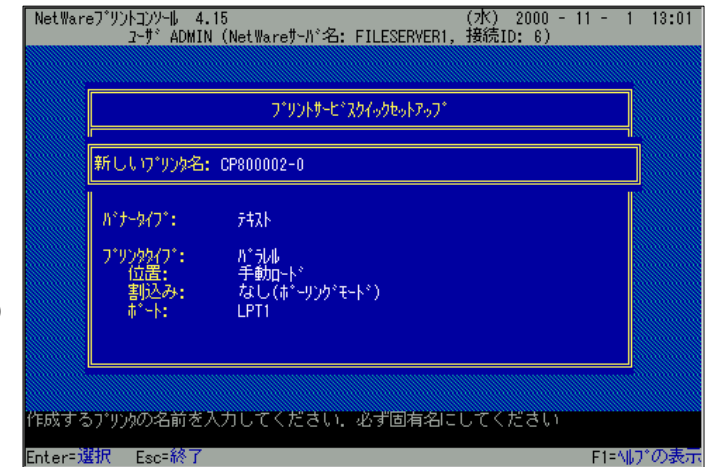 NetWareﾌﾟﾘﾝﾄｺﾝｿｰﾙ 4.15 (水) 2000 - 11 - 1 13:01
ﾕｰｻﾞ ADMIN (NetWareｻｰﾊﾞ名: FILESERVER1, 接続ID: 6)
ﾌﾟﾘﾝﾄｻｰﾋﾞｽｸｲｯｸｾｯﾄｱｯﾌﾟ
新しいﾌﾟﾘﾝﾀ名: CP800002-0
ﾊﾞﾅｰﾀｲﾌﾟ: ﾃｷｽﾄ
ﾌﾟﾘﾝﾀﾀｲﾌﾟ: ﾊﾟﾗﾚﾙ
位置: 手動ﾛｰﾄﾞ
割込み: なし(ﾎﾟｰﾘﾝｸﾞﾓｰﾄﾞ)
ﾎﾟｰﾄ: LPT1
作成するﾌﾟﾘﾝﾀの名前を入力してください. 必ず固有名にしてください
Enter=選択 Esc=終了 F1=ﾍﾙﾌﾟの表示